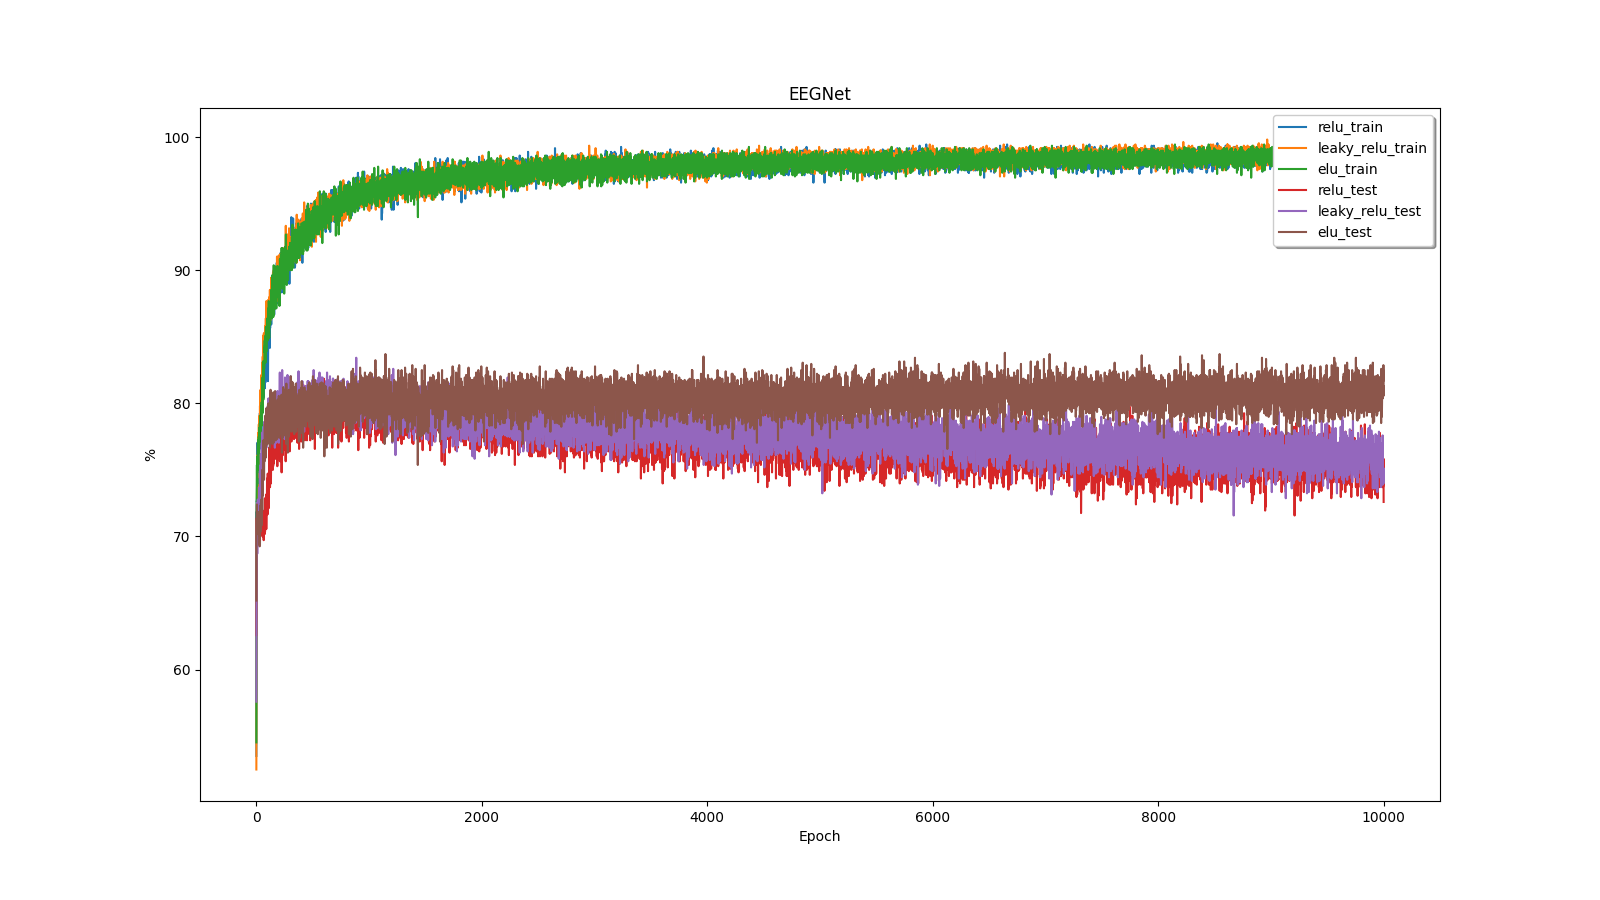 EEGNet
100
90
80
70
60
%
0
2000
4000
6000
8000
10000
Epoch
relu_train
leaky_relu_train
elu_train
relu_test
leaky_relu_test
elu_test